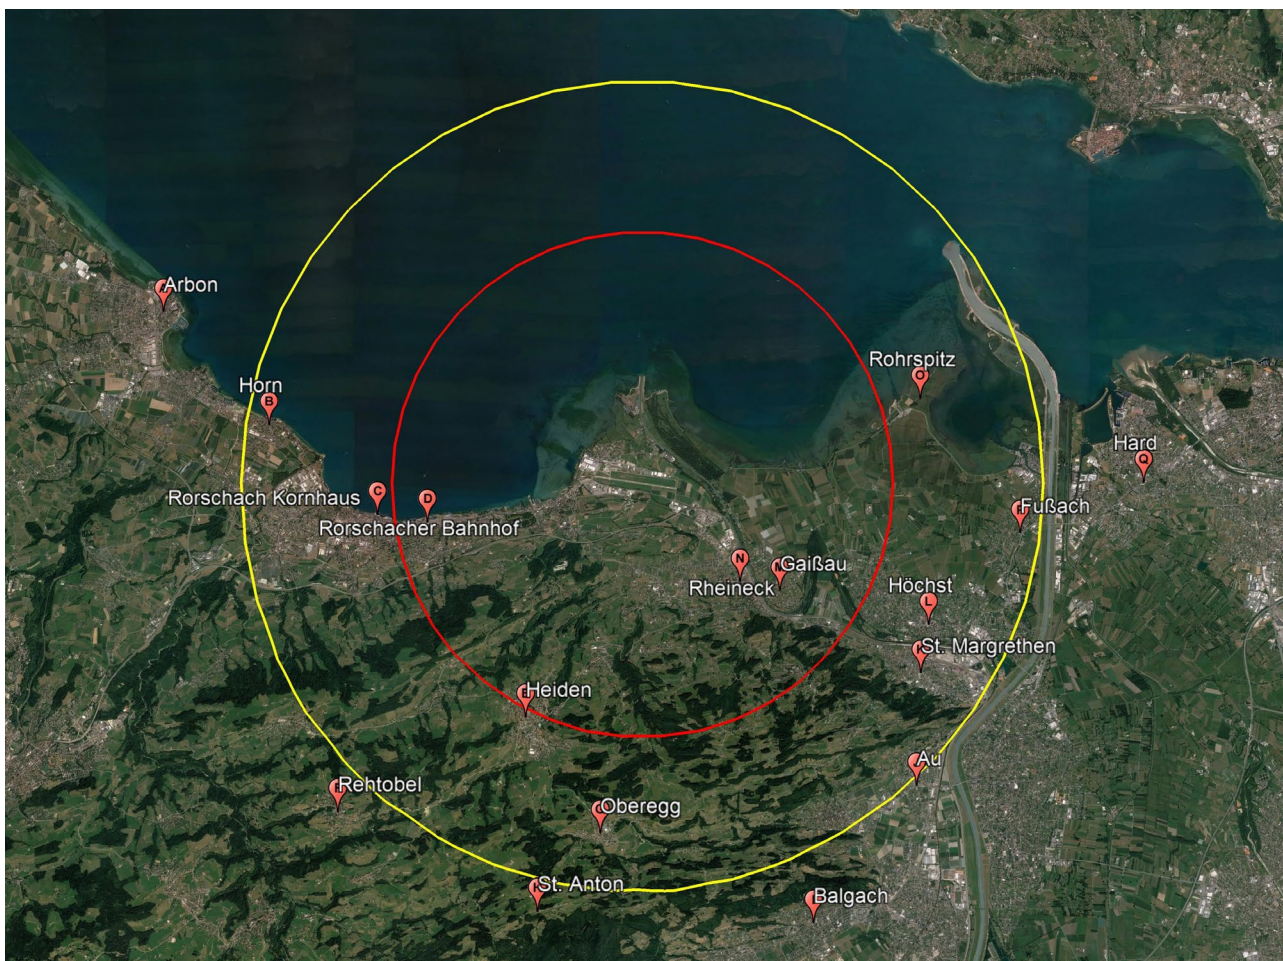 Arbon
Horn
B
Rohrspitz
O
Hard
Q
Rorschach Kornhaus
C
D
Rorschacher Bahnhof
Fußach
N
Rheineck
Gaißau
Höchst
L
St. Margrethen
Heiden
Au
Rehtobel
Oberegg
St. Anton
Balgach